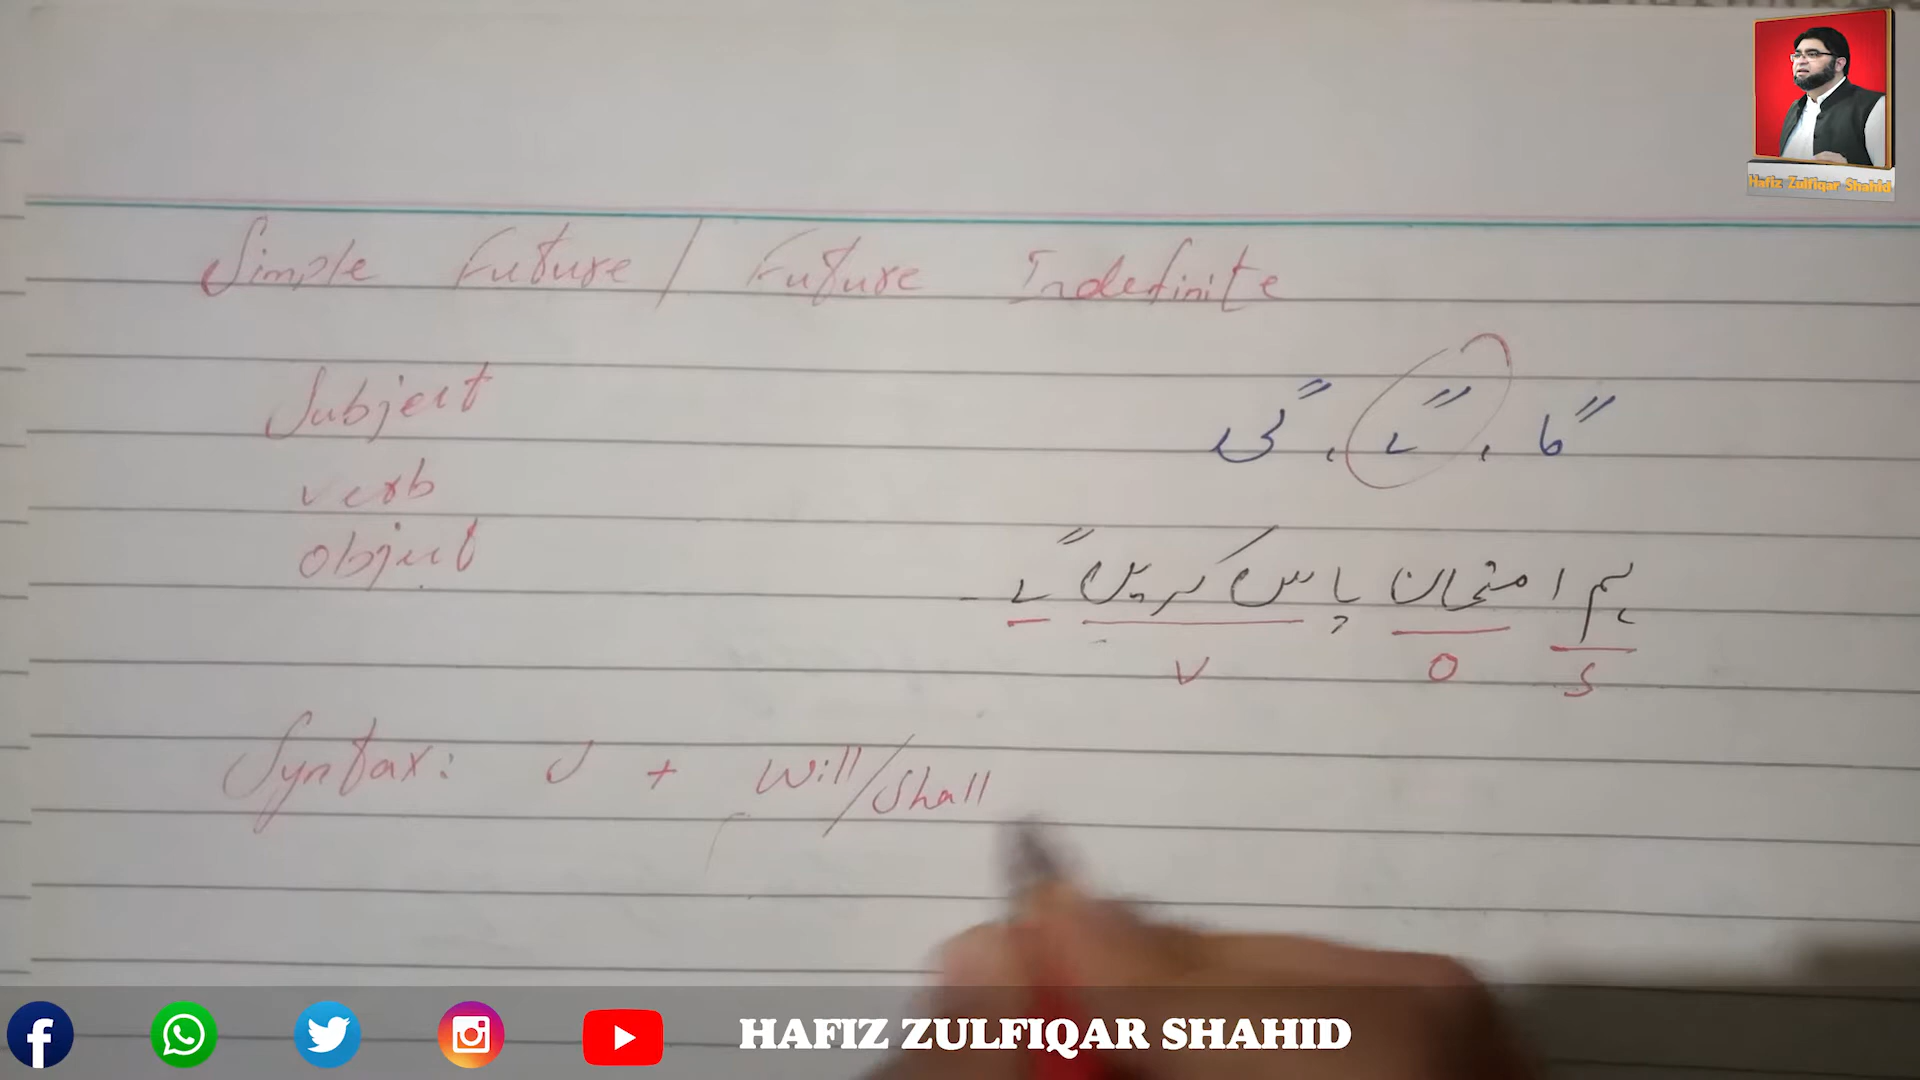 Hafiz Zulfiqar Shahid
Simple Future / Future Indefinite
Subject
گا ، گے ، گی
verb
object
ہم امتحان پاس کریں گے ۔
V O S
Syntax: S + Will/Shall
HAFIZ ZULFIQAR SHAHID